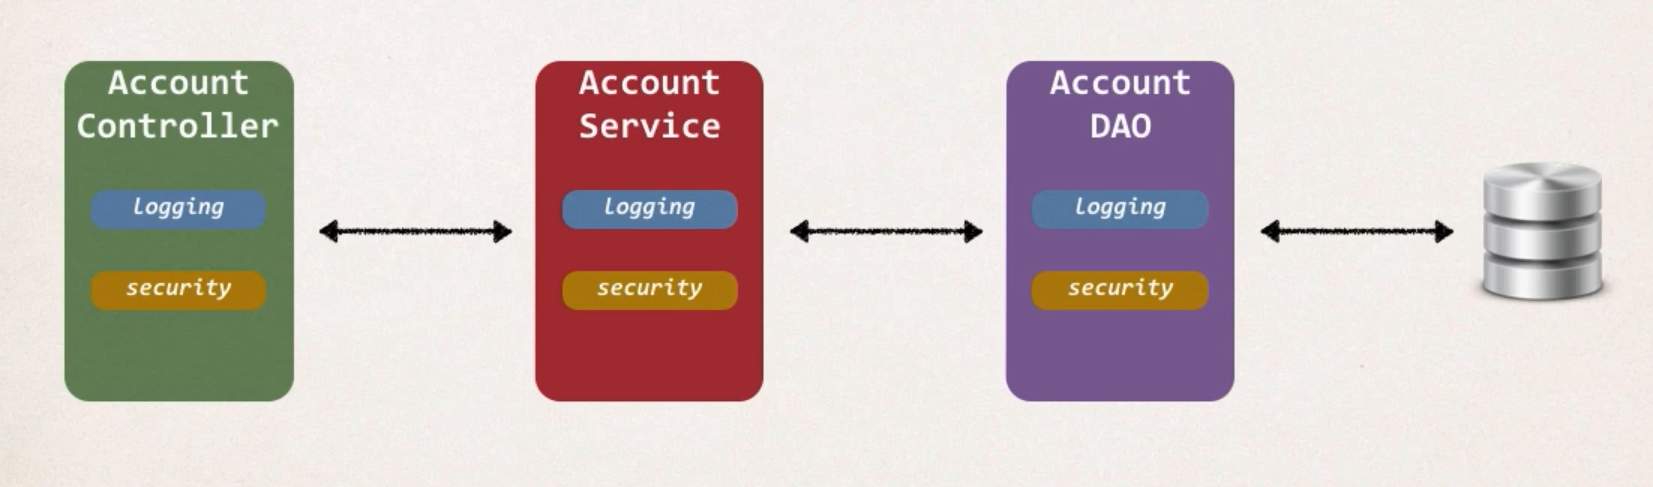 Account
Controller
logging
security
Account
Service
logging
security
Account
DAO
logging
security